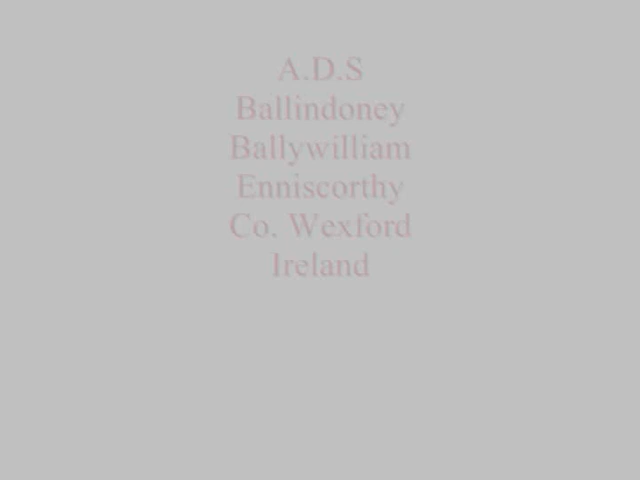 A.D.S
Ballindoney
Ballywilliam
Enniscorthy
Co. Wexford
Ireland